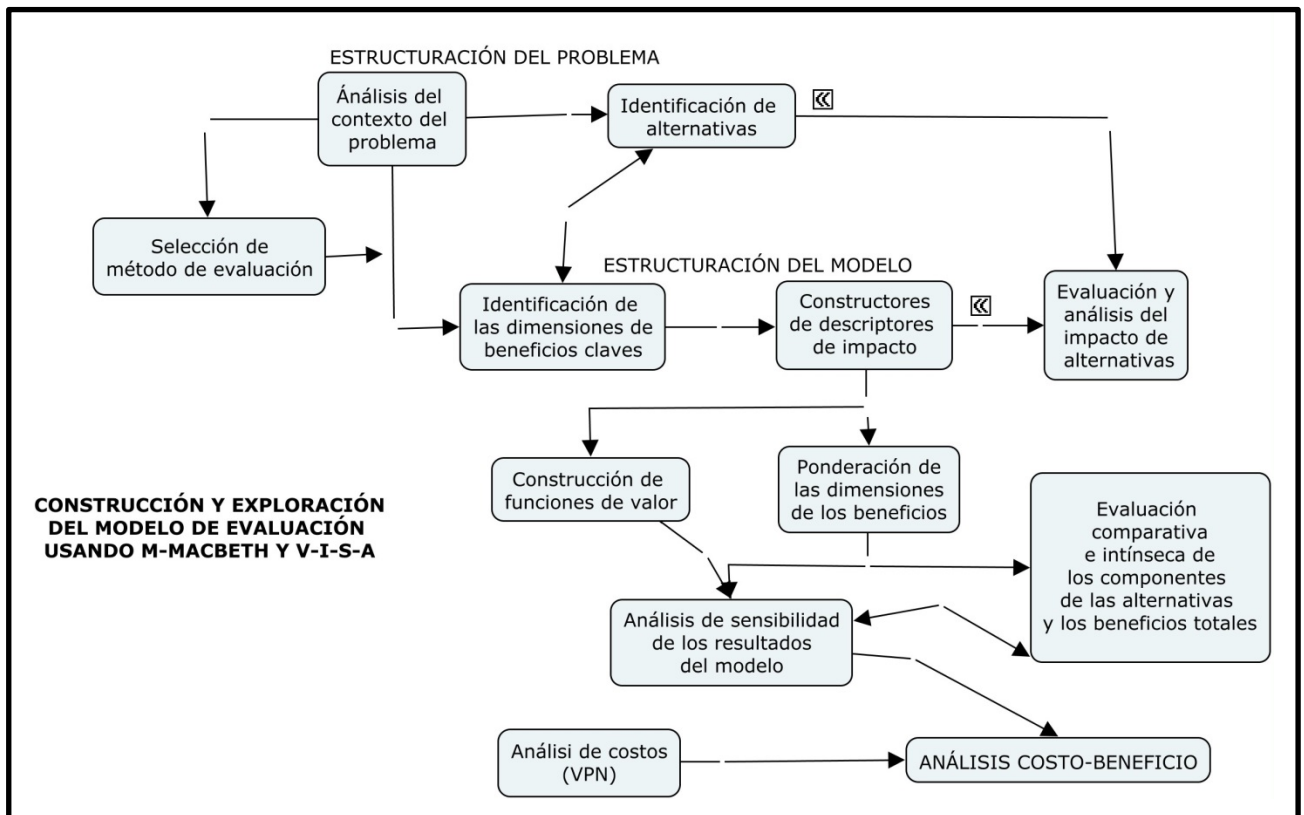 ESTRUCTURACIÓN DEL PROBLEMA
Ánálisis del
contexto del
problema
Identificación de
alternativas
Selección de
método de evaluación
ESTRUCTURACIÓN DEL MODELO
Identificación de
las dimensiones de
beneficios claves
Constructores
de descriptores
de impacto
Evaluación y
análisis del
impacto de
alternativas
Construcción de
funciones de valor
Ponderación de
las dimensiones
de los beneficios
CONSTRUCCIÓN Y EXPLORACIÓN
DEL MODELO DE EVALUACIÓN
USANDO M-MACBETH Y V-I-S-A
Evaluación
comparativa
e intínseca de
los componentes
de las alternativas
y los beneficios totales
Análisis de sensibilidad
de los resultados
del modelo
Análisi de costos
(VPN)
ANÁLISIS COSTO-BENEFICIO